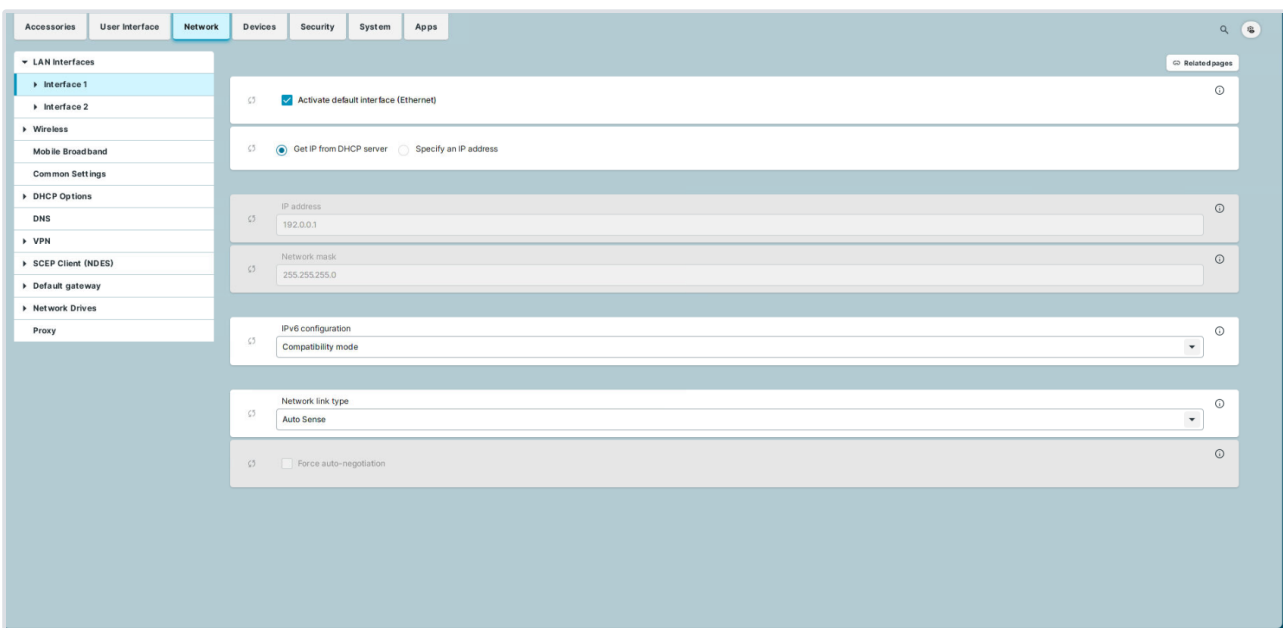 Accessories User Interface Network Devices Security System Apps
LAN Interfaces
Interface 1
Interface 2
Wireless
Mobile Broadband
Common Settings
DHCP Options
DNS
VPN
SCEP Client (NDES)
Default gateway
Network Drives
Proxy
Related pages
Activate default interface (Ethernet)
Get IP from DHCP server Specify an IP address
IP address
192.0.0.1
Network mask
255.255.255.0
IPv6 configuration
Compatibility mode
Network link type
Auto Sense
Force auto-negotiation